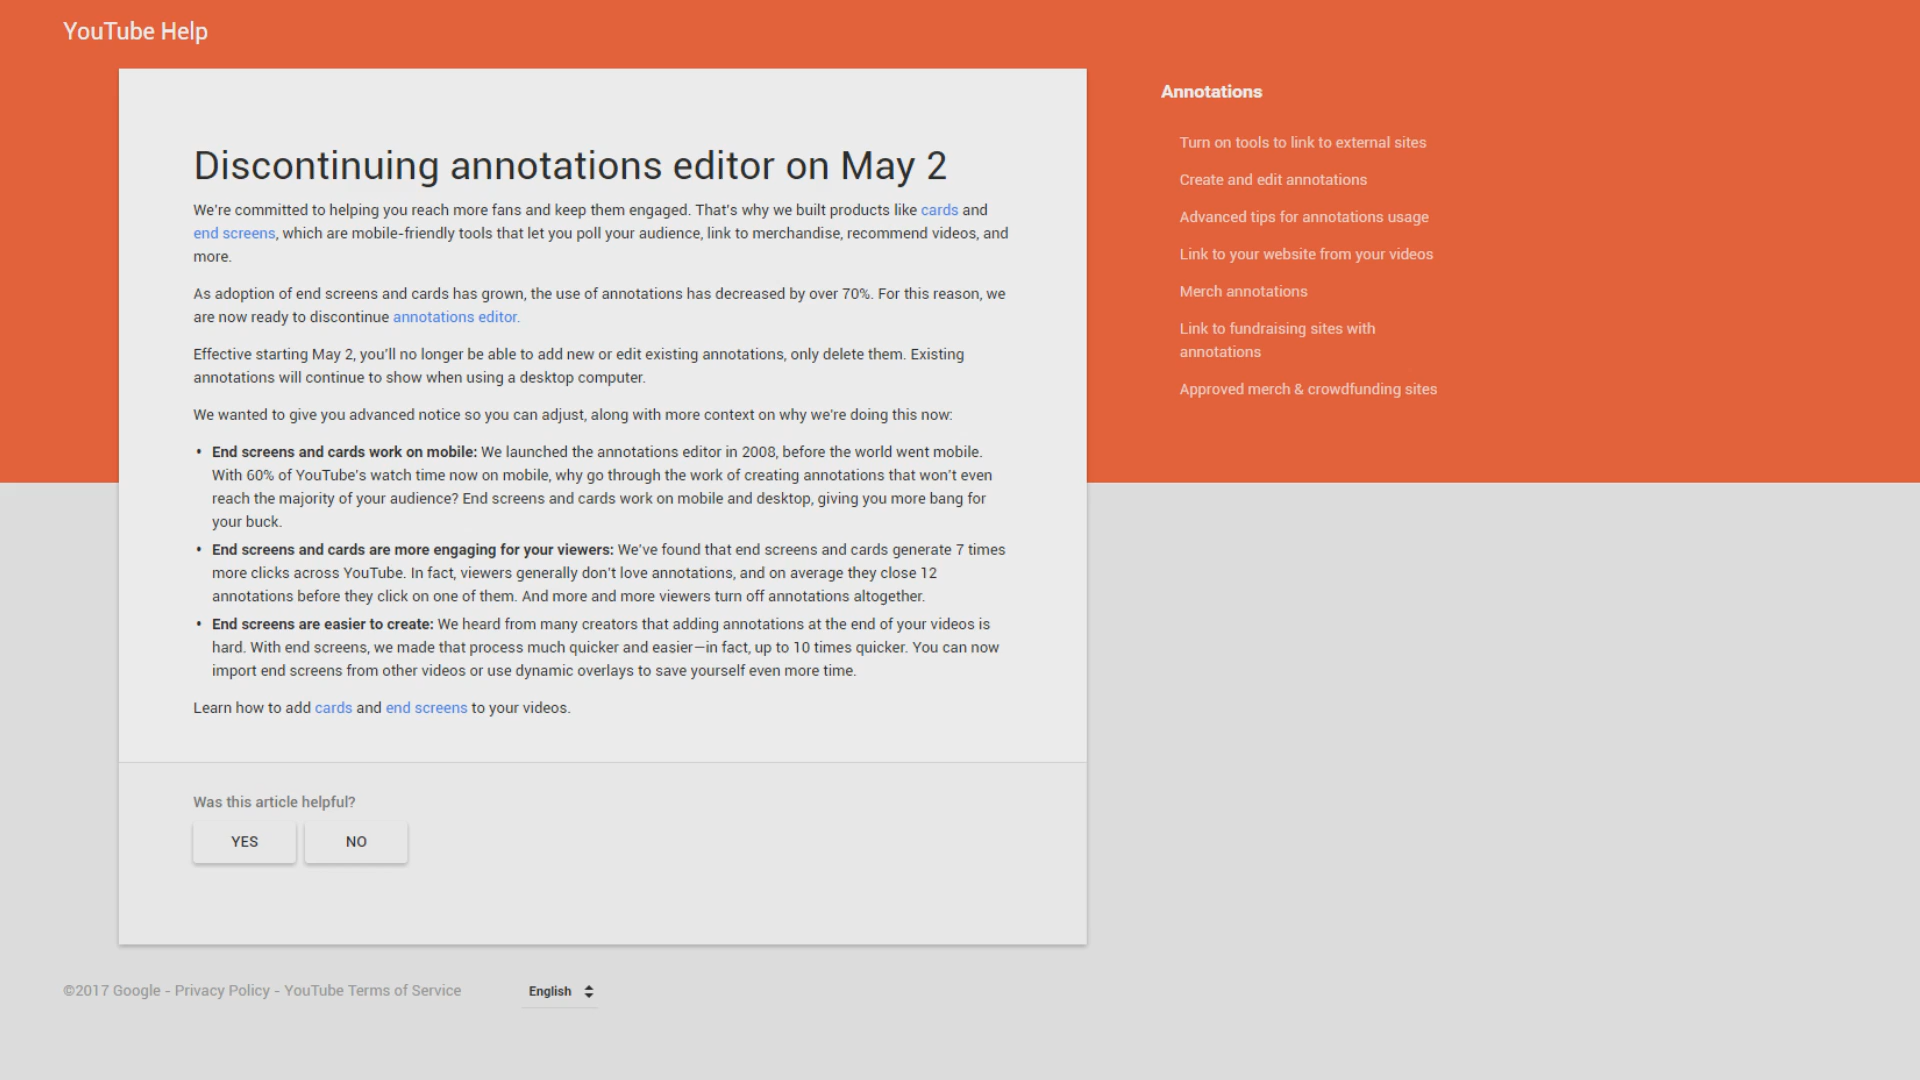 YouTube Help
Discontinuing annotations editor on May 2
We're committed to helping you reach more fans and keep them engaged. That's why we built products like cards and
end screens, which are mobile-friendly tools that let you poll your audience, link to merchandise, recommend videos, and
more.
As adoption of end screens and cards has grown, the use of annotations has decreased by over 70%. For this reason, we
are now ready to discontinue annotations editor.
Effective starting May 2, you'll no longer be able to add new or edit existing annotations, only delete them. Existing
annotations will continue to show when using a desktop computer.
We wanted to give you advanced notice so you can adjust, along with more context on why we're doing this now:
• End screens and cards work on mobile: We launched the annotations editor in 2008, before the world went mobile.
With 60% of YouTube's watch time now on mobile, why go through the work of creating annotations that won't even
reach the majority of your audience? End screens and cards work on mobile and desktop, giving you more bang for
your buck.
• End screens and cards are more engaging for your viewers: We've found that end screens and cards generate 7 times
more clicks across YouTube. In fact, viewers generally don't love annotations, and on average they close 12
annotations before they click on one of them. And more and more viewers turn off annotations altogether.
• End screens are easier to create: We heard from many creators that adding annotations at the end of your videos is
hard. With end screens, we made that process much quicker and easier—in fact, up to 10 times quicker. You can now
import end screens from other videos or use dynamic overlays to save yourself even more time.
Learn how to add cards and end screens to your videos.
Was this article helpful?
YES NO
Annotations
Turn on tools to link to external sites
Create and edit annotations
Advanced tips for annotations usage
Link to your website from your videos
Merch annotations
Link to fundraising sites with
annotations
Approved merch & crowdfunding sites
©2017 Google - Privacy Policy - YouTube Terms of Service English